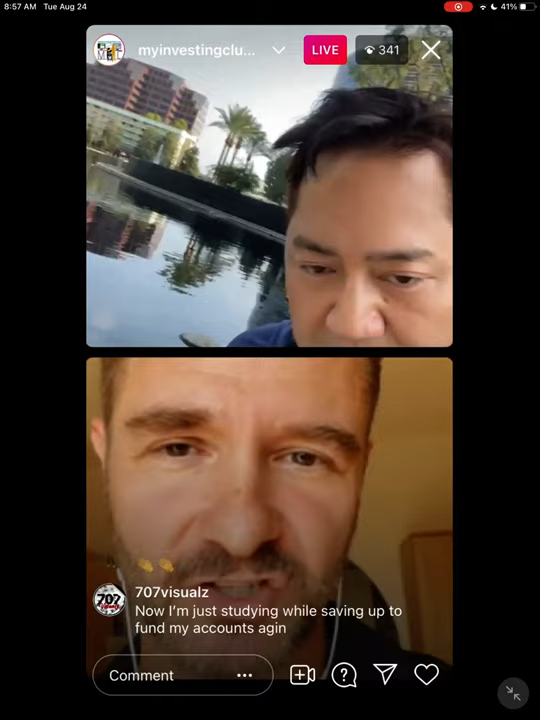 8:57 AM Tue Aug 24 41%
myinvestingclu... LIVE 341
707visualz
Now I'm just studying while saving up to
fund my accounts agin
Comment